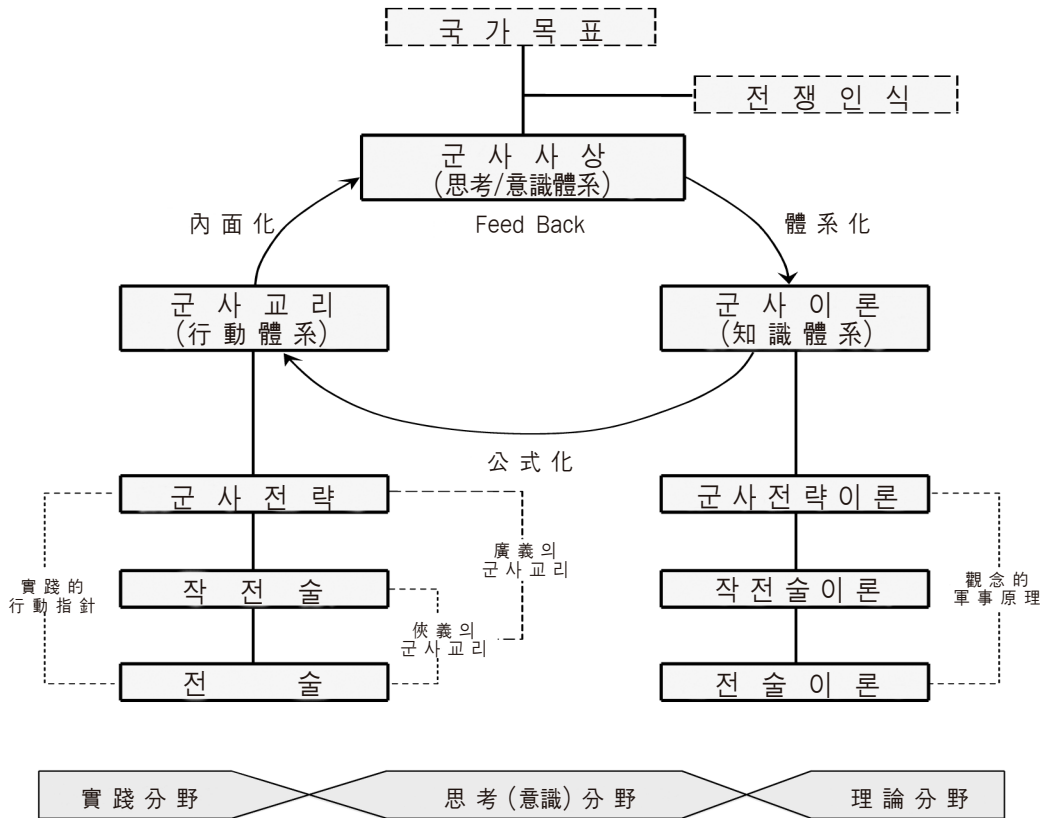 국 가 목 표
전 쟁 인 식
군 사 사 상
(思考/意識體系)
內 面 化
Feed Back
體 系 化
군 사 교 리
(行 動 體 系)
군 사 이 론
(知 識 體 系)
公 式 化
군 사 전 략
군 사 전 략 이 론
廣 義 의
군 사 교 리
實 踐 的
行 動 指 針
작 전 술
작 전 술 이 론
觀 念 的
軍 事 原 理
俠 義 의
군 사 교 리
전 술
전 술 이 론
實 踐 分 野
思 考 (意識) 分 野
理 論 分 野